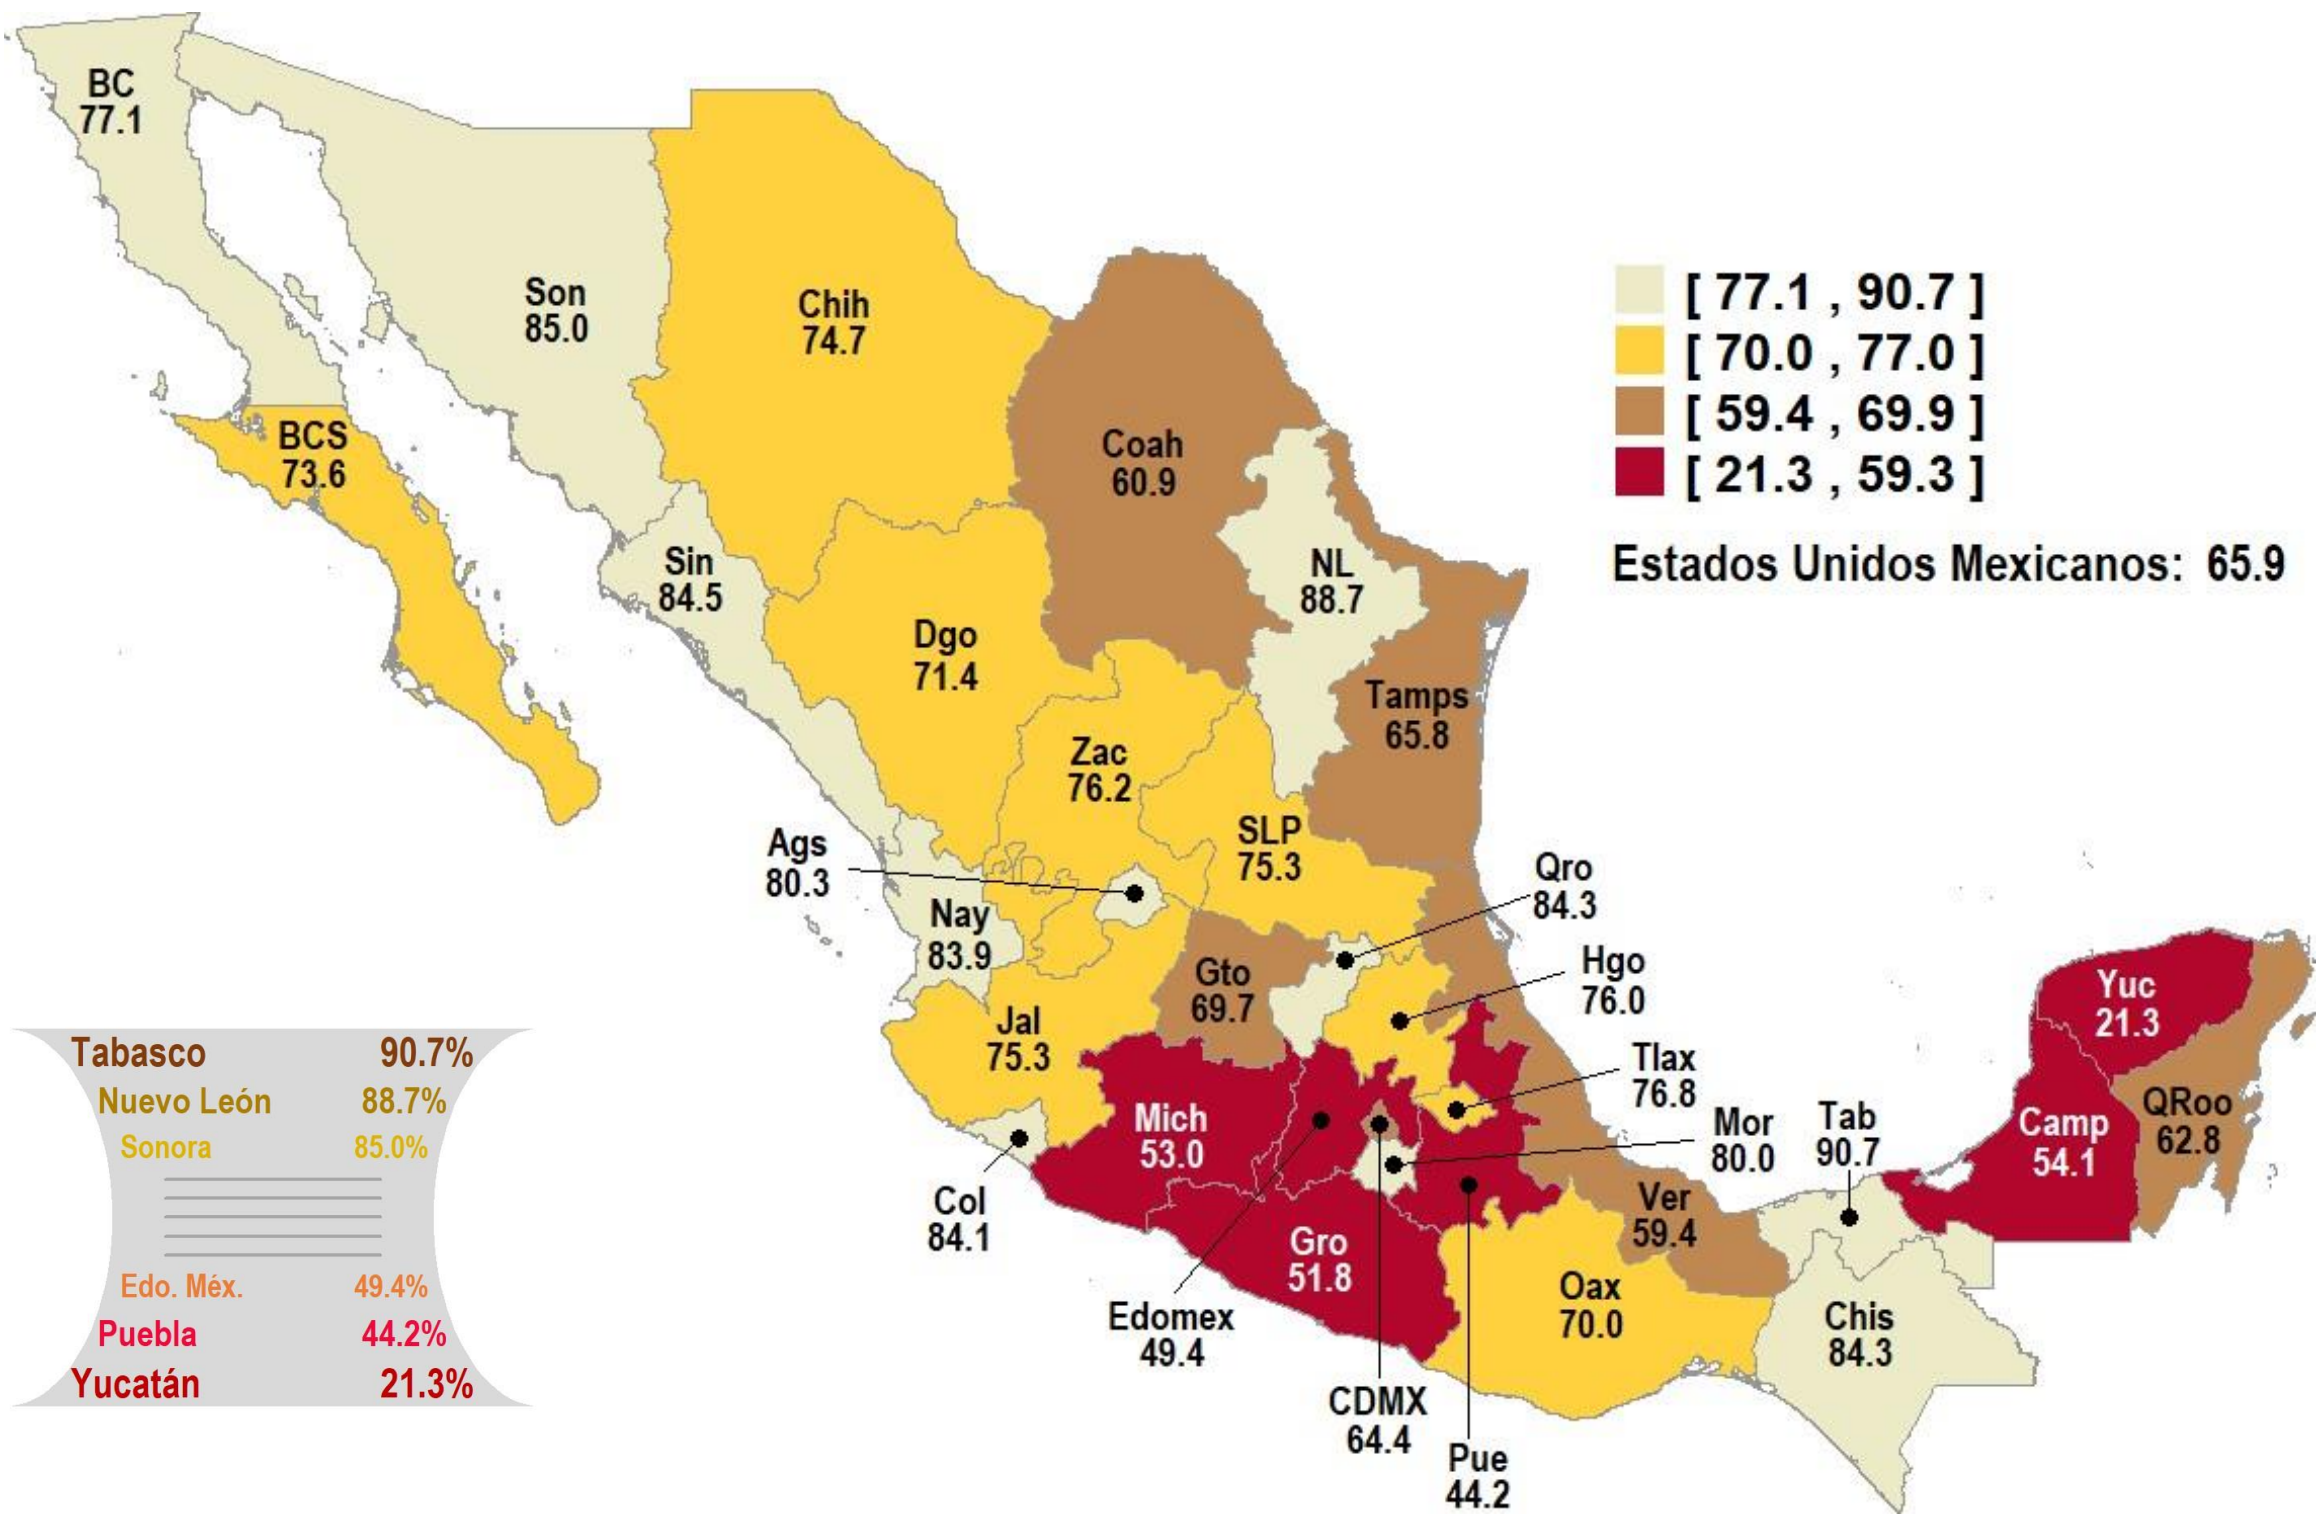 BC
77.1
Son
85.0
Chih
74.7
BCS
73.6
Coah
60.9
Sin
84.5
NL
88.7
Dgo
71.4
Tamps
65.8
Zac
76.2
SLP
75.3
Ags
80.3
Nay
83.9
Qro
84.3
Gto
69.7
Hgo
76.0
Jal
75.3
Tlax
76.8
Mich
53.0
Mor
80.0
Tab
90.7
Col
84.1
Gro
51.8
Ver
59.4
Edomex
49.4
Oax
70.0
Chis
84.3
CDMX
64.4
Pue
44.2
Yuc
21.3
Camp
54.1
QRoo
62.8
[ 77.1 , 90.7 ]
[ 70.0 , 77.0 ]
[ 59.4 , 69.9 ]
[ 21.3 , 59.3 ]
Estados Unidos Mexicanos: 65.9
Tabasco 90.7%
Nuevo León 88.7%
Sonora 85.0%
Edo. Méx. 49.4%
Puebla 44.2%
Yucatán 21.3%